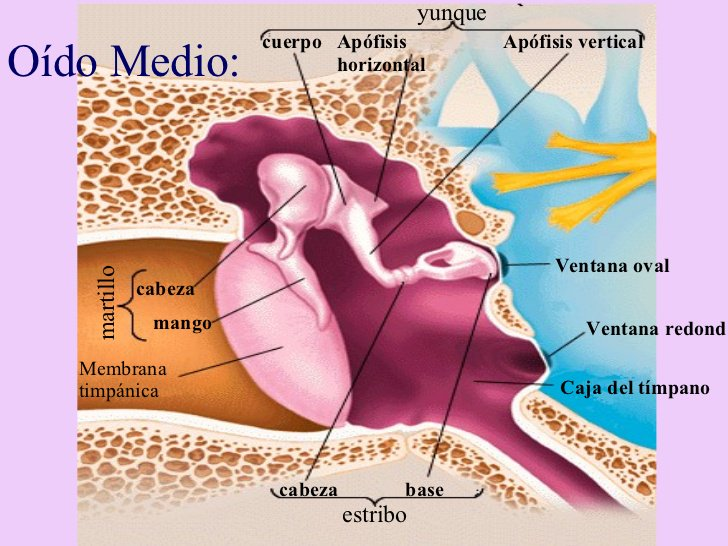 yunque
Oído Medio:
cuerpo
Apófisis
horizontal
Apófisis vertical
martillo
cabeza
mango
Membrana
timpánica
Ventana oval
Ventana redond
Caja del tímpano
cabeza
base
estribo